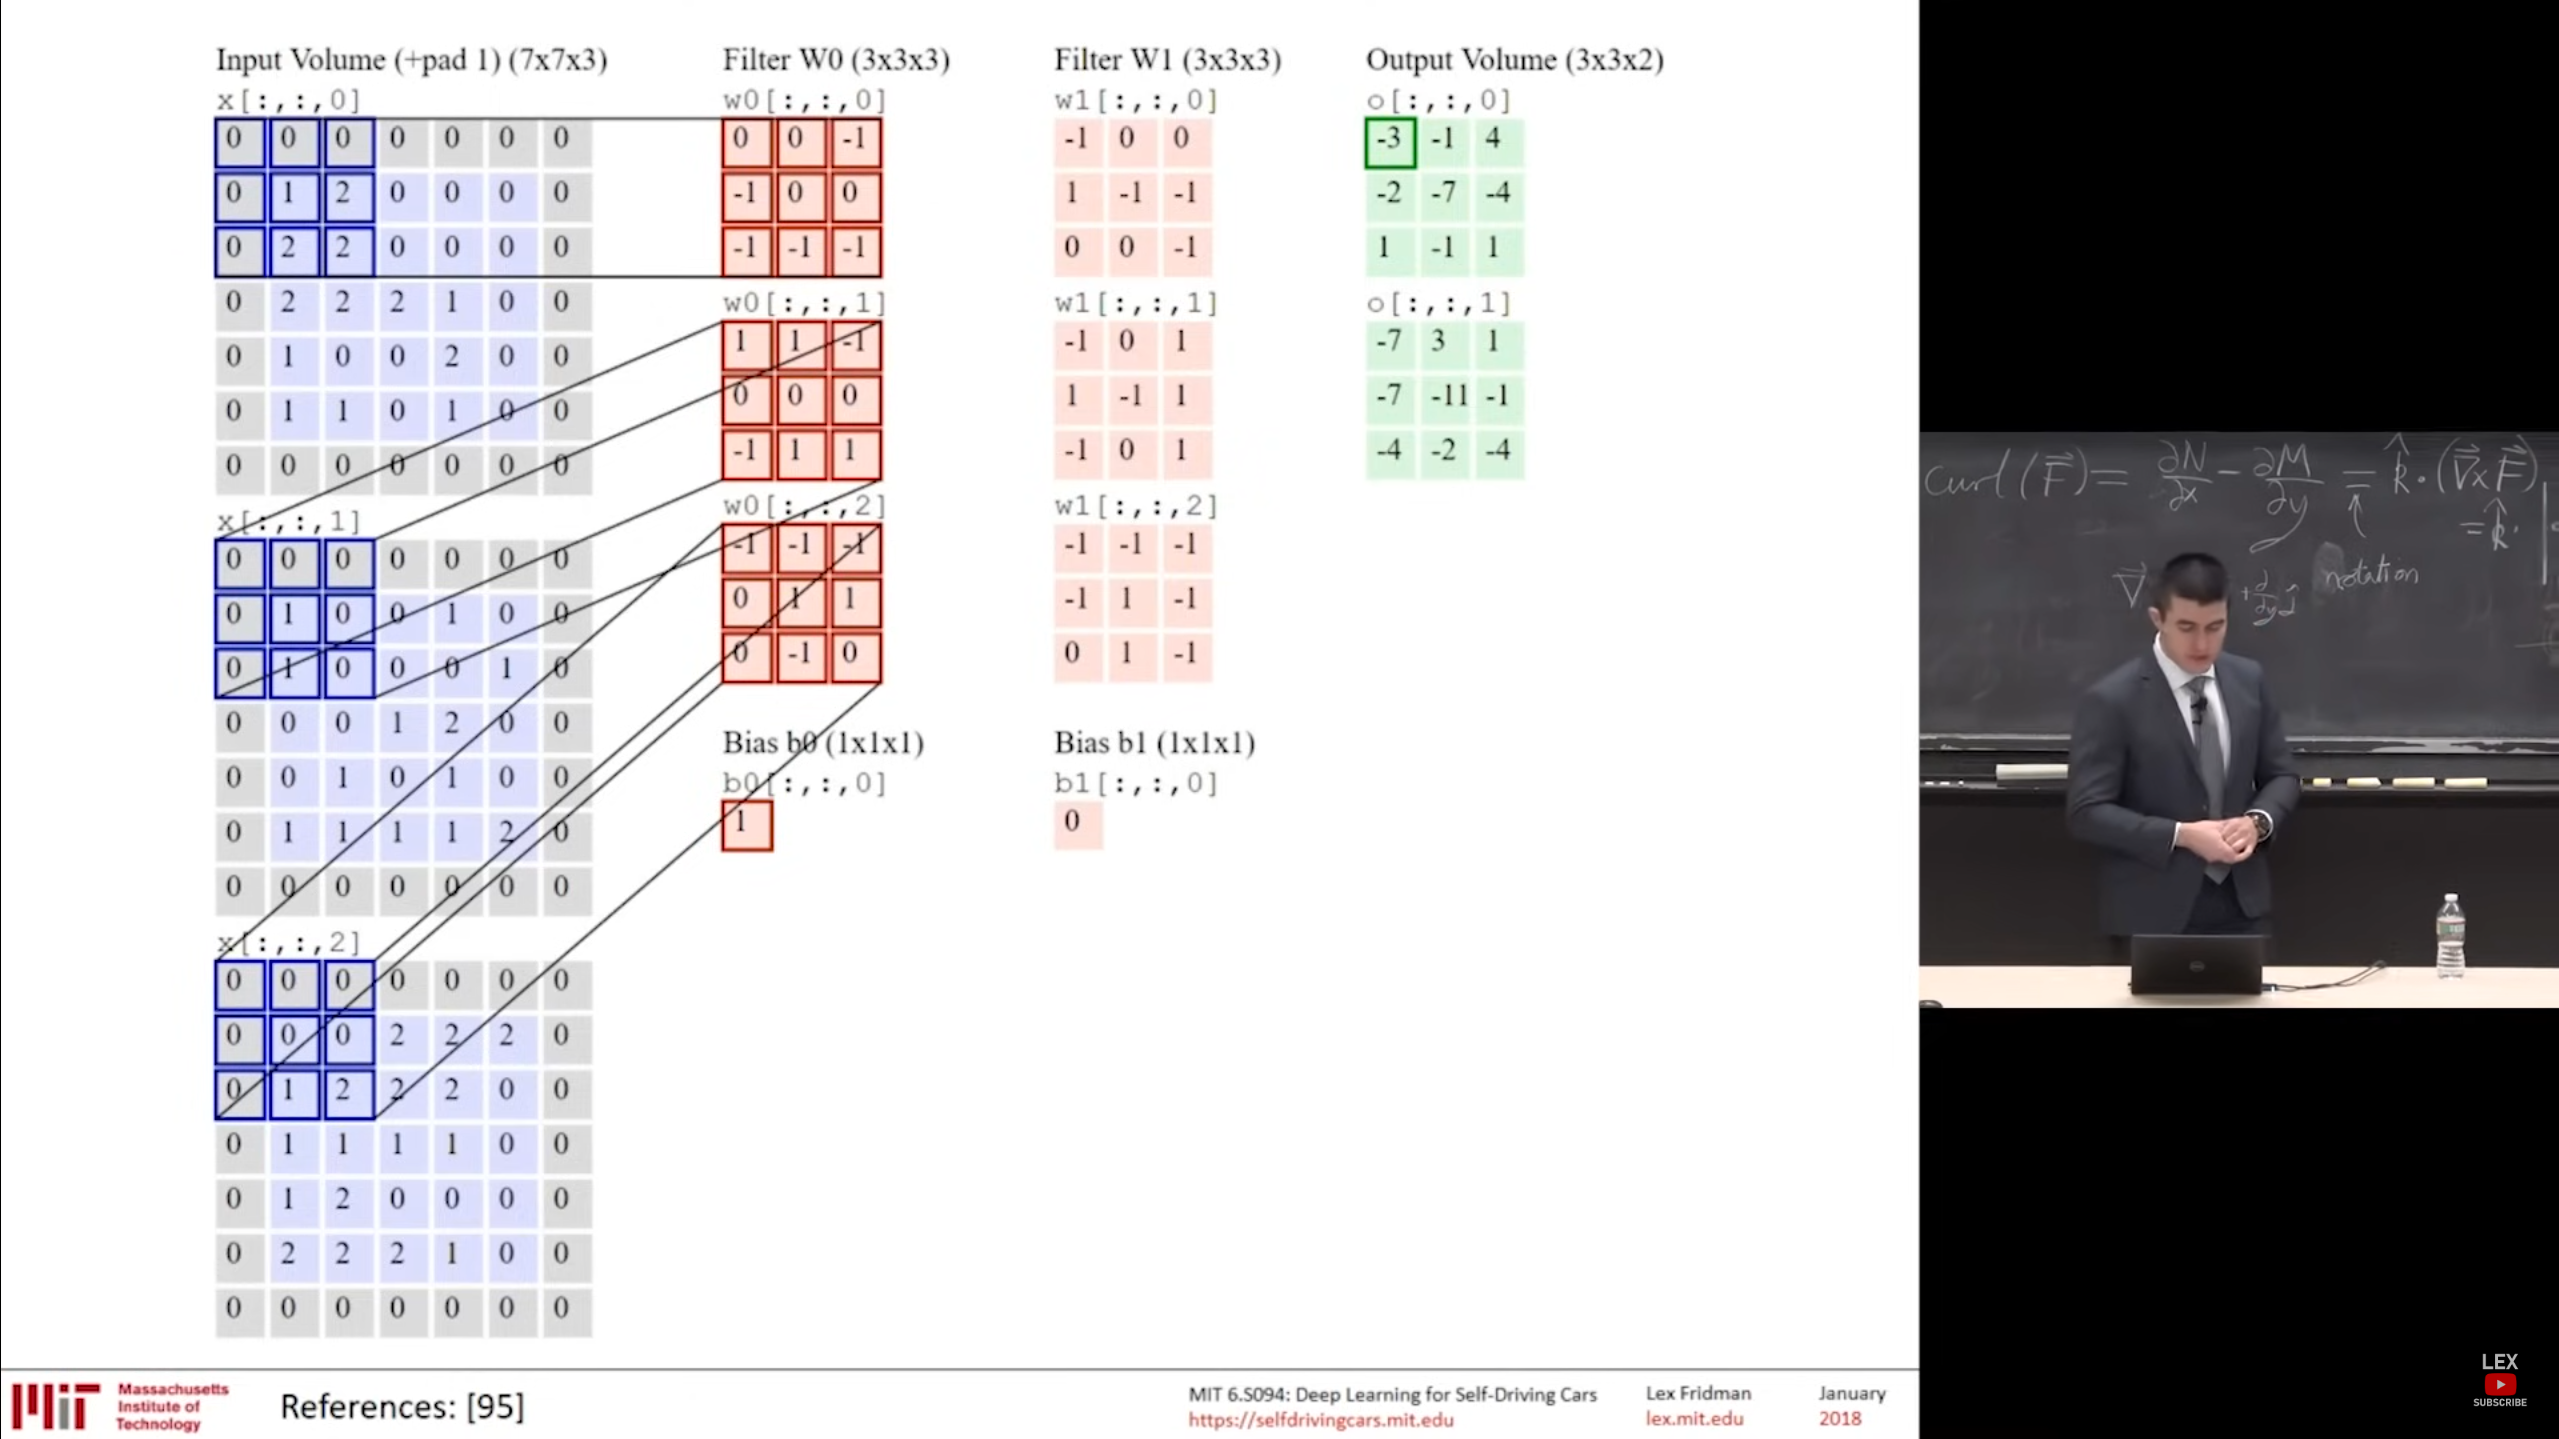 Input Volume (+pad 1) (7x7x3)
x[:,:,0]
0 0 0 0 0 0 0
0 1 2 0 0 0 0
0 2 2 0 0 0 0
0 2 2 2 1 0 0
0 1 0 0 2 0 0
0 1 1 0 1 0 0
0 0 0 0 0 0 0
x[:,:,1]
0 0 0 0 0 0 0
0 1 0 0 1 0 0
0 1 0 0 0 1 0
0 0 0 1 2 0 0
0 0 1 0 1 0 0
0 1 1 1 1 2 0
0 0 0 0 0 0 0
x[:,:,2]
0 0 0 0 0 0 0
0 0 0 2 2 2 0
0 1 2 2 2 0 0
0 1 1 1 1 0 0
0 1 2 0 0 0 0
0 2 2 2 1 0 0
0 0 0 0 0 0 0
Filter W0 (3x3x3)
w0[:,:,0]
0 0 -1
-1 0 0
-1 -1 -1
w0[:,:,1]
1 1 -1
0 0 0
-1 1 1
w0[:,:,2]
-1 -1 -1
0 1 1
0 -1 0
Bias b0 (1x1x1)
b0[:,:,0]
1
Filter W1 (3x3x3)
w1[:,:,0]
-1 0 0
1 -1 -1
0 0 -1
w1[:,:,1]
-1 0 1
1 -1 1
-1 0 1
w1[:,:,2]
-1 -1 -1
-1 1 -1
0 1 -1
Bias b1 (1x1x1)
b1[:,:,0]
0
Output Volume (3x3x2)
o[:,:,0]
-3 -1 4
-2 -7 -4
1 -1 1
o[:,:,1]
-7 3 1
-7 -11 -1
-4 -2 -4
curl (F⃗) = ∂N/∂x - ∂M/∂y = k̂ · (∇⃗ x F⃗)
= k̂ ·
notation
Massachusetts
Institute of
Technology
References: [95]
MIT 6.S094: Deep Learning for Self-Driving Cars
https://selfdrivingcars.mit.edu
Lex Fridman
lex.mit.edu
January
2018
LEX
SUBSCRIBE